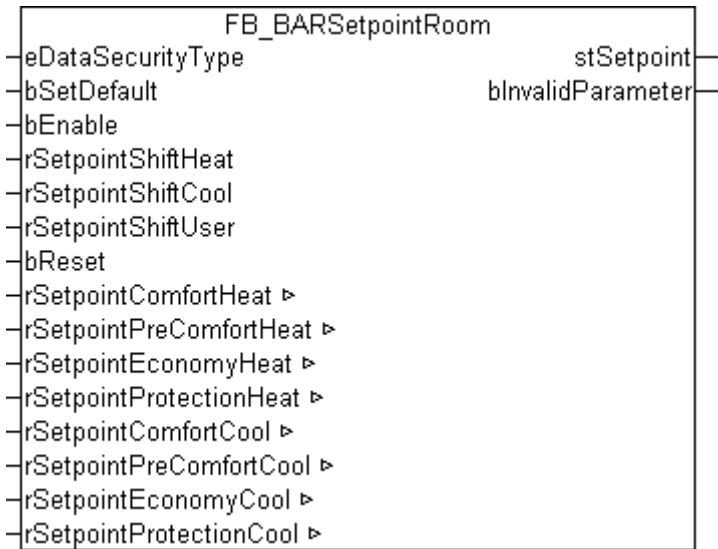 FB_BARSetpointRoom
eDataSecurityType stSetpoint
bSetDefault bInvalidParameter
bEnable
rSetpointShiftHeat
rSetpointShiftCool
rSetpointShiftUser
bReset
rSetpointComfortHeat ▹
rSetpointPreComfortHeat ▹
rSetpointEconomyHeat ▹
rSetpointProtectionHeat ▹
rSetpointComfortCool ▹
rSetpointPreComfortCool ▹
rSetpointEconomyCool ▹
rSetpointProtectionCool ▹